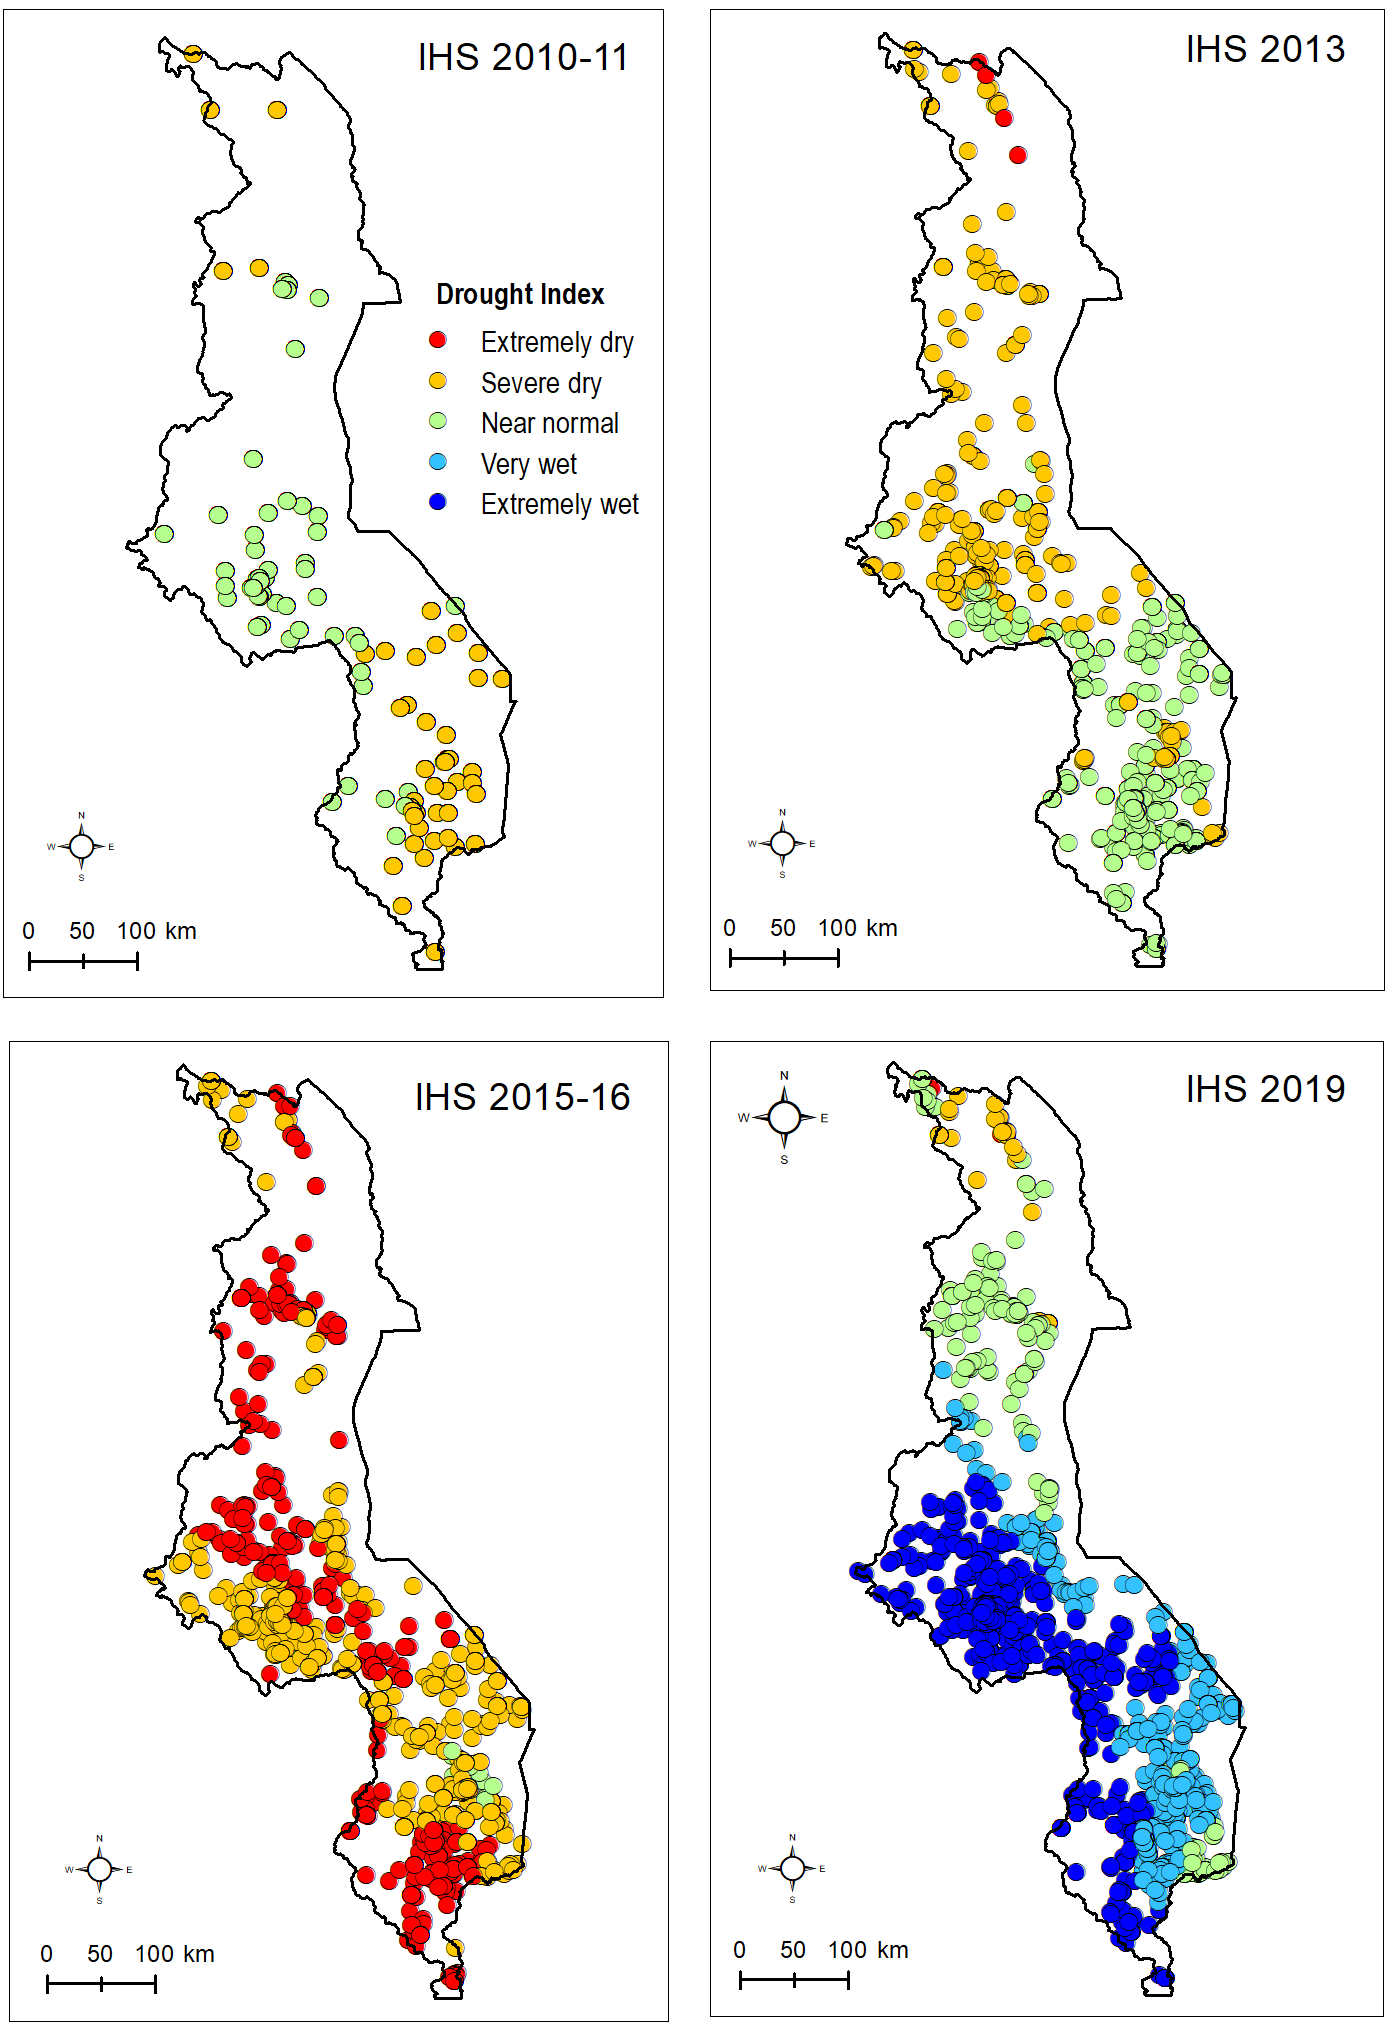 IHS 2010-11
Drought Index
Extremely dry
Severe dry
Near normal
Very wet
Extremely wet
N
W E
S
0 50 100 km
IHS 2013
N
W E
S
0 50 100 km
IHS 2015-16
N
W E
S
0 50 100 km
IHS 2019
N
W E
S
N
W E
S
0 50 100 km